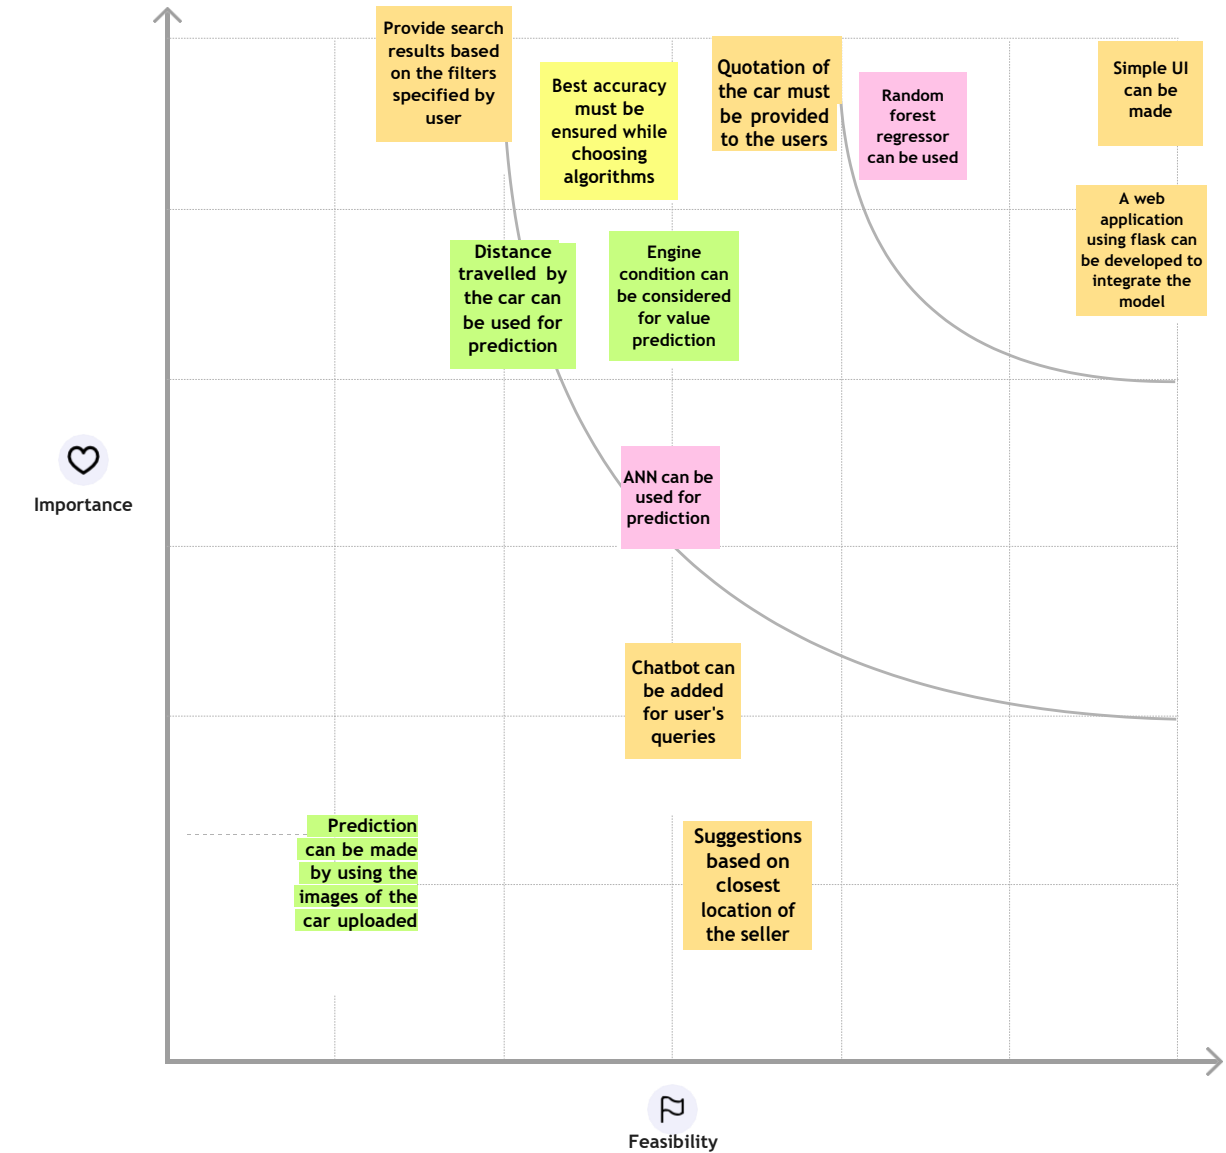 Provide search
results based
on the filters
specified by
user
Best accuracy
must be
ensured while
choosing
algorithms
Quotation of
the car must
be provided
to the users
Random
forest
regressor
can be used
Simple UI
can be
made
A web
application
using flask can
be developed to
integrate the
model
Distance
travelled by
the car can
be used for
prediction
Engine
condition can
be considered
for value
prediction
Importance
ANN can be
used for
prediction
Chatbot can
be added
for user's
queries
Prediction
can be made
by using the
images of the
car uploaded
Suggestions
based on
closest
location of
the seller
Feasibility